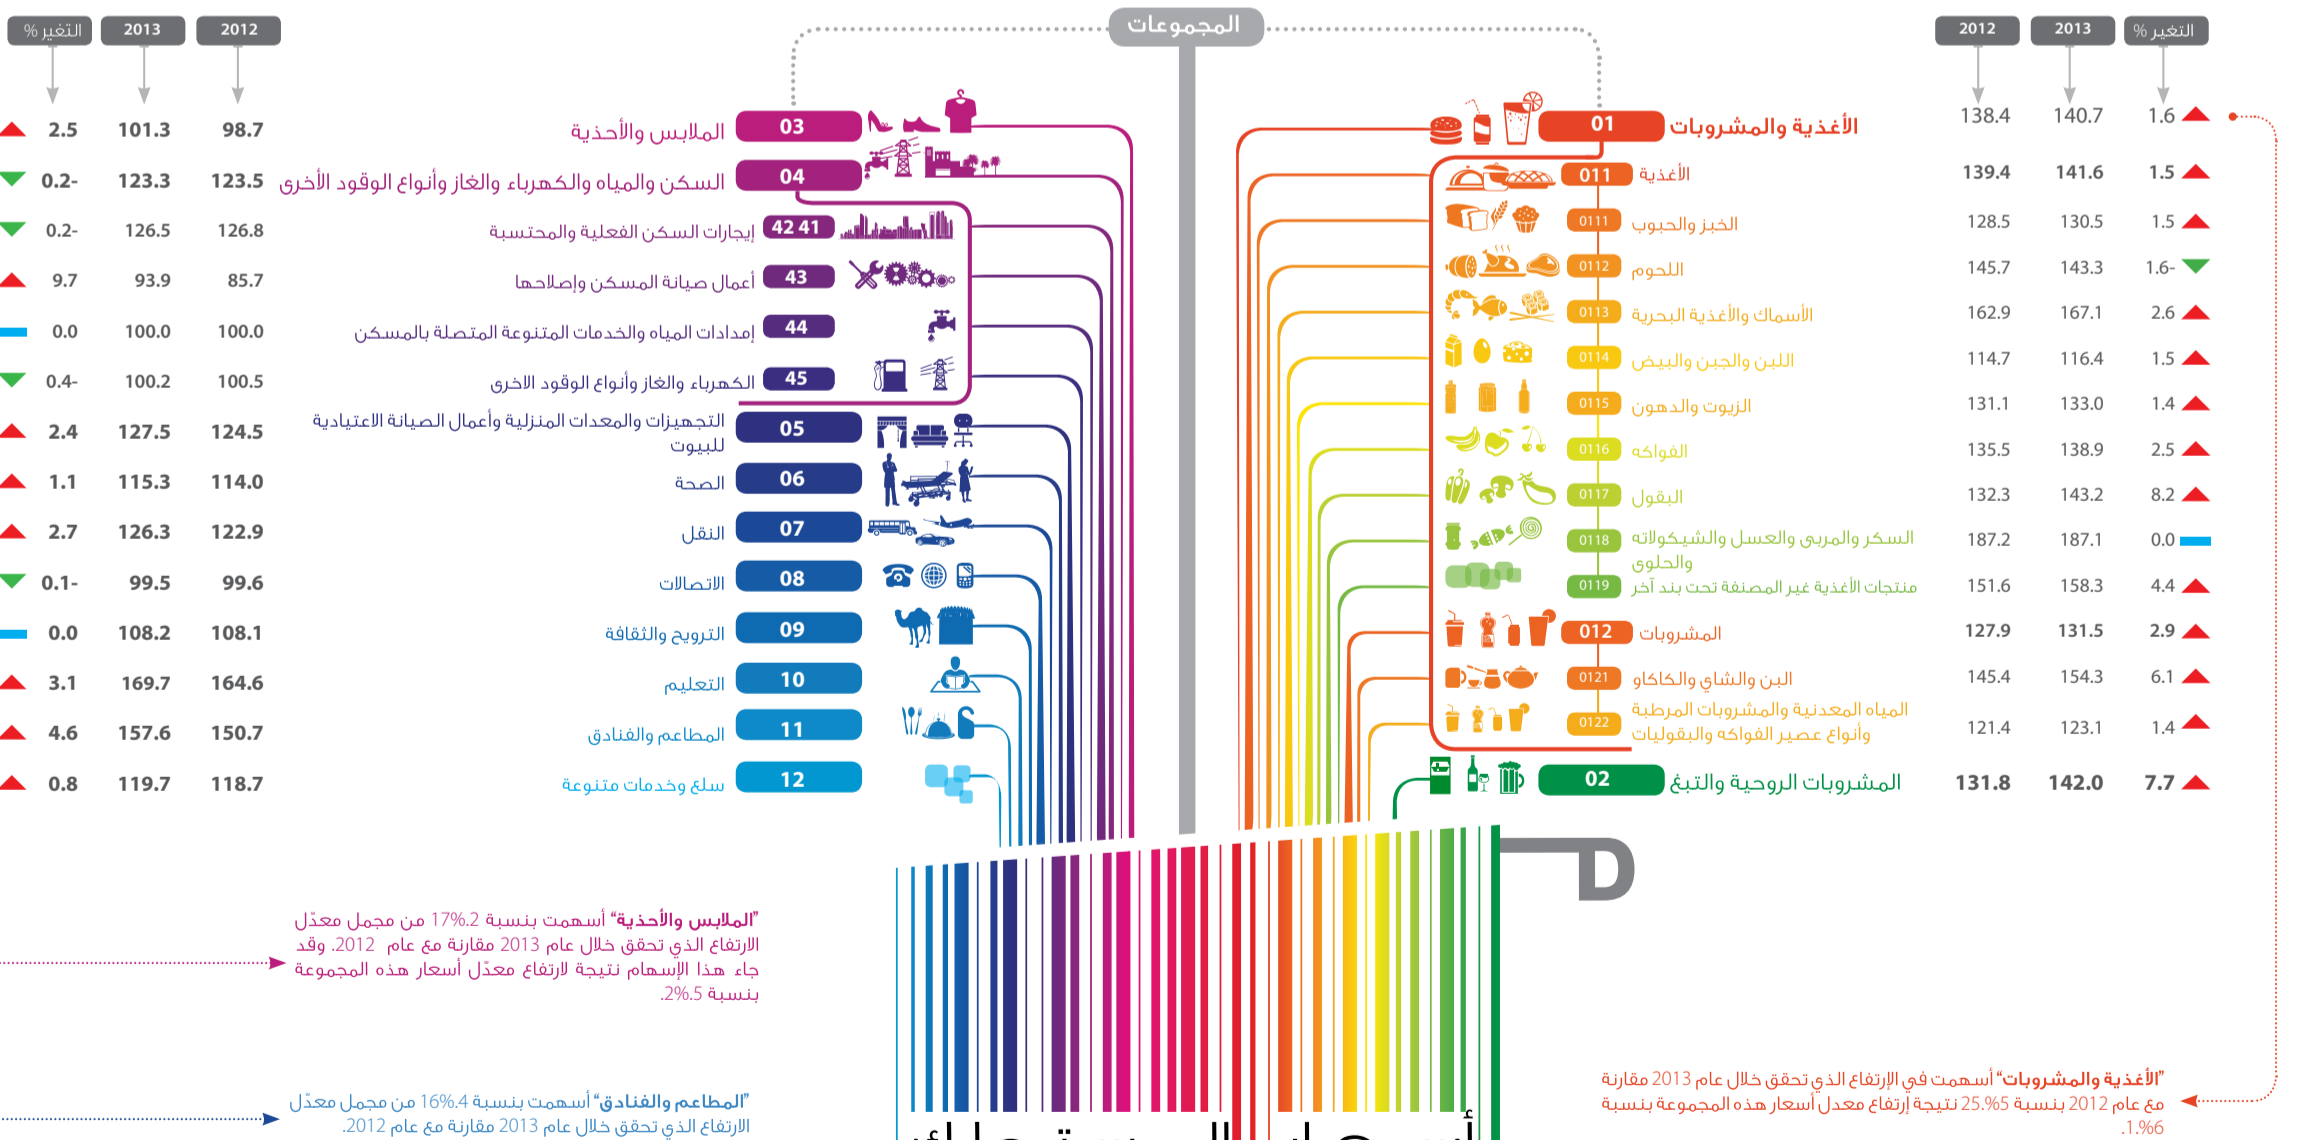 المجموعات
2012 2013 التغير %
01 الأغذية والمشروبات 138.4 140.7 1.6
011 الأغذية 139.4 141.6 1.5
0111 الخبز والحبوب 128.5 130.5 1.5
0112 اللحوم 145.7 143.3 1.6-
0113 الأسماك والأغذية البحرية 162.9 167.1 2.6
0114 اللبن والجبن والبيض 114.7 116.4 1.5
0115 الزيوت والدهون 131.1 133.0 1.4
0116 الفواكه 135.5 138.9 2.5
0117 البقول 132.3 143.2 8.2
0118 السكر والمربى والعسل والشيكولاته 187.2 187.1 0.0
والحلوى
0119 منتجات الأغذية غير المصنفة تحت بند آخر 151.6 158.3 4.4
012 المشروبات 127.9 131.5 2.9
0121 البن والشاي والكاكاو 145.4 154.3 6.1
المياه المعدنية والمشروبات المرطبة
0122 وأنواع عصير الفواكه والبقوليات 121.4 123.1 1.4
02 المشروبات الروحية والتبغ 131.8 142.0 7.7
2012 2013 التغير %
03 الملابس والأحذية 98.7 101.3 2.5
04 السكن والمياه والكهرباء والغاز وأنواع الوقود الأخرى 123.5 123.3 0.2-
42 41 إيجارات السكن الفعلية والمحتسبة 126.8 126.5 0.2-
43 أعمال صيانة المسكن وإصلاحها 85.7 93.9 9.7
44 إمدادات المياه والخدمات المتنوعة المتصلة بالمسكن 100.0 100.0 0.0
45 الكهرباء والغاز وأنواع الوقود الاخرى 100.5 100.2 0.4-
05 التجهيزات والمعدات المنزلية وأعمال الصيانة الاعتيادية 124.5 127.5 2.4
للبيوت
06 الصحة 114.0 115.3 1.1
07 النقل 122.9 126.3 2.7
08 الاتصالات 99.6 99.5 0.1-
09 الترويح والثقافة 108.1 108.2 0.0
10 التعليم 164.6 169.7 3.1
11 المطاعم والفنادق 150.7 157.6 4.6
12 سلع وخدمات متنوعة 118.7 119.7 0.8
”الملابس والأحذية“ أسهمت بنسبة 2.%17 من مجمل معدّل
الارتفاع الذي تحقق خلال عام 2013 مقارنة مع عام 2012. وقد
جاء هذا الإسهام نتيجة لارتفاع معدّل أسعار هذه المجموعة
بنسبة 5.%2.
”المطاعم والفنادق“ أسهمت بنسبة 4.%16 من مجمل معدّل
الارتفاع الذي تحقق خلال عام 2013 مقارنة مع عام 2012.
”الأغذية والمشروبات“ أسهمت في الإرتفاع الذي تحقق خلال عام 2013 مقارنة
مع عام 2012 بنسبة 5%.25 نتيجة إرتفاع معدل أسعار هذه المجموعة بنسبة
6%.1.